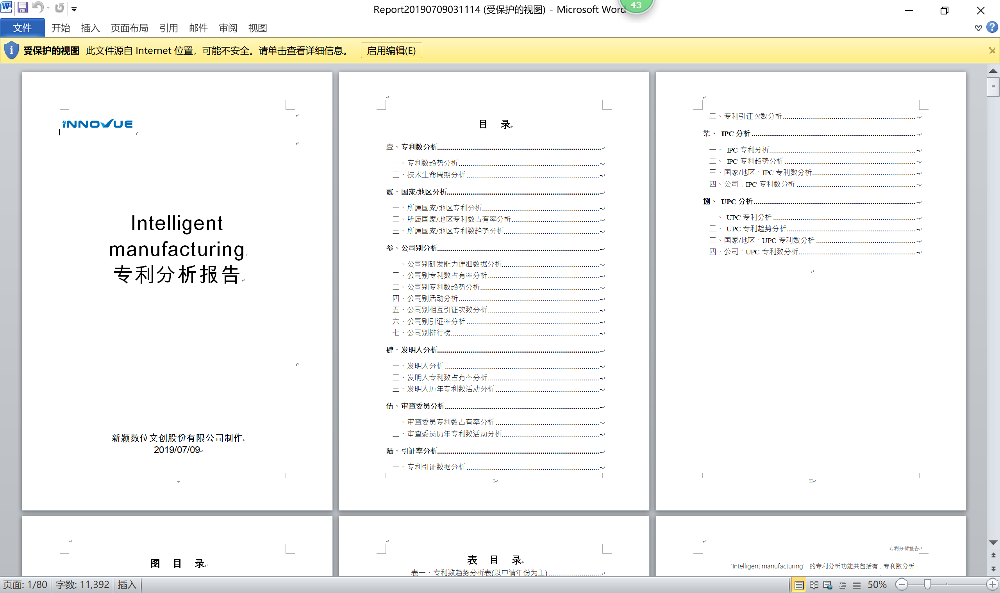 Report20190709031114 (受保护的视图) - Microsoft Word
43
文件 开始 插入 页面布局 引用 邮件 审阅 视图
受保护的视图 此文件源自 Internet 位置，可能不安全。请单击查看详细信息。 启用编辑(E)
INNOVUE
Intelligent
manufacturing
专利分析报告
新颖数位文创股份有限公司制作
2019/07/09
目 录
壹、专利数分析
一、专利数趋势分析
二、技术生命周期分析
贰、国家/地区分析
一、所属国家/地区专利分析
二、所属国家/地区专利数占有率分析
三、所属国家/地区专利数趋势分析
参、公司别分析
一、公司别研发能力详细数据分析
二、公司别专利数占有率分析
三、公司别专利数趋势分析
四、公司别活动分析
五、公司别相互引证次数分析
六、公司别引证率分析
七、公司别排行榜
肆、发明人分析
一、发明人分析
二、发明人专利数占有率分析
三、发明人历年专利数活动分析
伍、审查委员分析
一、审查委员专利数占有率分析
二、审查委员历年专利数活动分析
陆、引证率分析
一、专利引证数据分析
I
二、专利引证次数分析
柒、 IPC 分析
一、 IPC 专利分析
二、 IPC 专利趋势分析
三、国家/地区：IPC 专利数分析
四、公司：IPC 专利数分析
捌、 UPC 分析
一、 UPC 专利分析
二、 UPC 专利趋势分析
三、国家/地区：UPC 专利数分析
四、公司：UPC 专利数分析
II
图 目 录
表 目 录
表一、专利数趋势分析表(以申请年份为主)
专利分析报告
‘Intelligent manufacturing’ 的专利分析功能共包括有：专利数分析、
页面: 1/80 字数: 11,392 插入 50%